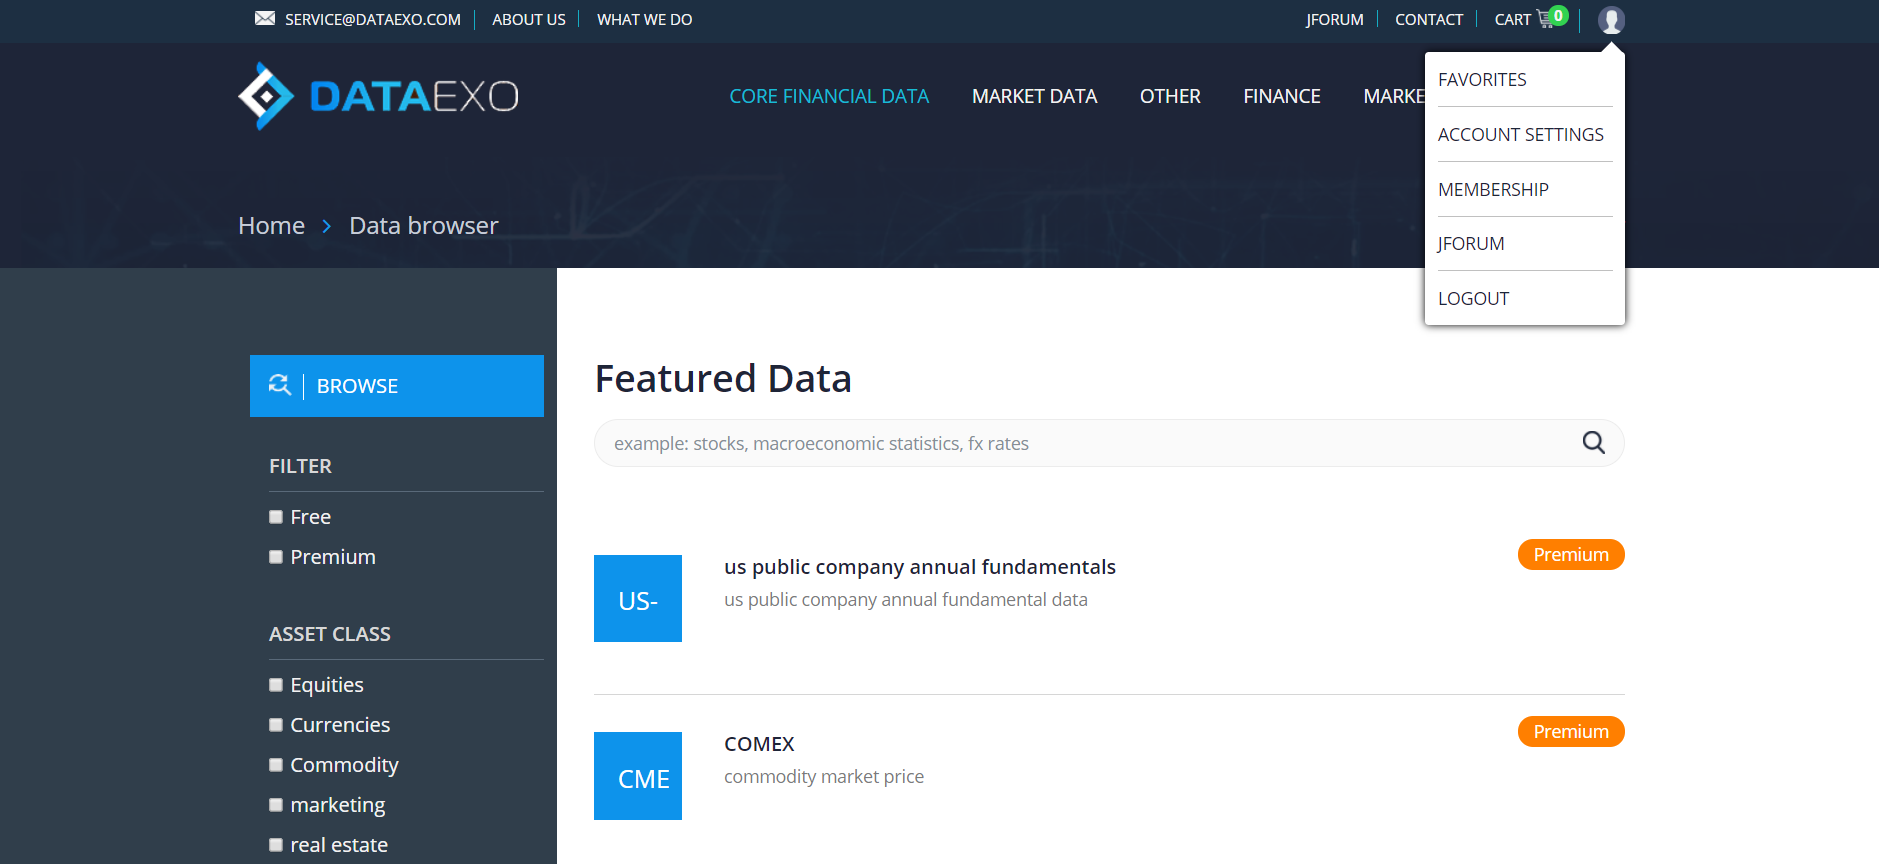 SERVICE@DATAEXO.COM ABOUT US WHAT WE DO JFORUM CONTACT CART 0
DATAEXO
CORE FINANCIAL DATA MARKET DATA OTHER FINANCE MARKE
FAVORITES
ACCOUNT SETTINGS
MEMBERSHIP
JFORUM
LOGOUT
Home > Data browser
BROWSE
FILTER
Free
Premium
ASSET CLASS
Equities
Currencies
Commodity
marketing
real estate
Featured Data
example: stocks, macroeconomic statistics, fx rates
US-
us public company annual fundamentals
us public company annual fundamental data
Premium
CME
COMEX
commodity market price
Premium